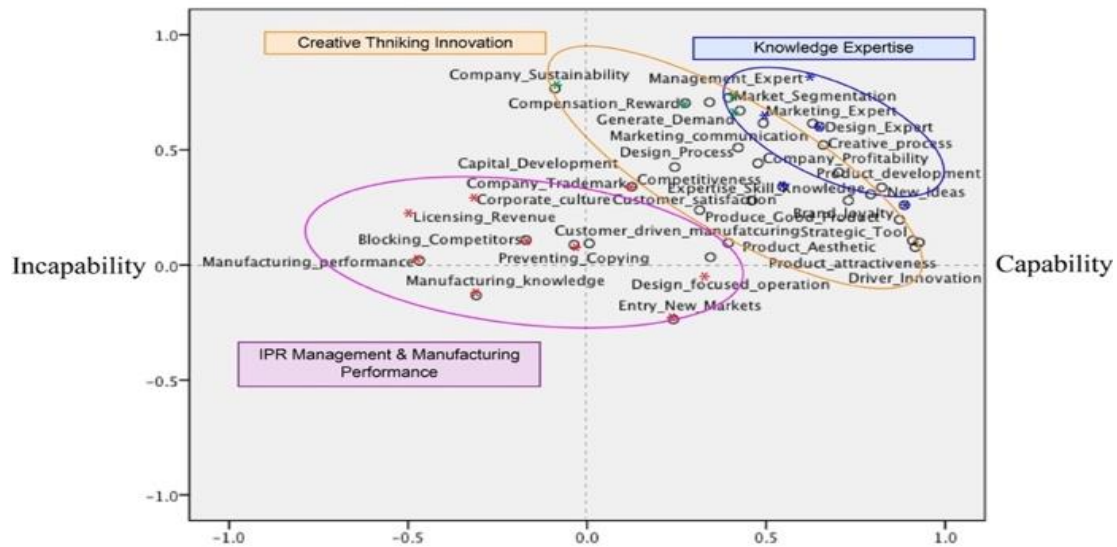 Creative Thniking Innovation
Knowledge Expertise
1.0
Company_Sustainability
Management_Expert
Compensation_Reward
Market_Segmentation
Generate_Demand
Marketing_Expert
Marketing_communication
Design_Expert
0.5
Design_Process
Creative_process
Capital_Development
Company_Profitability
Company_Trademark
Competitiveness
Product_development
Expertise_Skill_Knowledge
New_Ideas
Corporate_culture
Customer_satisfaction
Licensing_Revenue
Produce_Good_Product
Brand_loyalty
Blocking_Competitors
Customer_driven_manufatcuring
Strategic_Tool
Preventing_Copying
Product_Aesthetic
Incapability
Manufacturing_performance
0.0
Product_attractiveness
Capability
Manufacturing_knowledge
Design_focused_operation
Driver_Innovation
Entry_New_Markets
IPR Management & Manufacturing
Performance
-0.5
-1.0
-1.0 -0.5 0.0 0.5 1.0